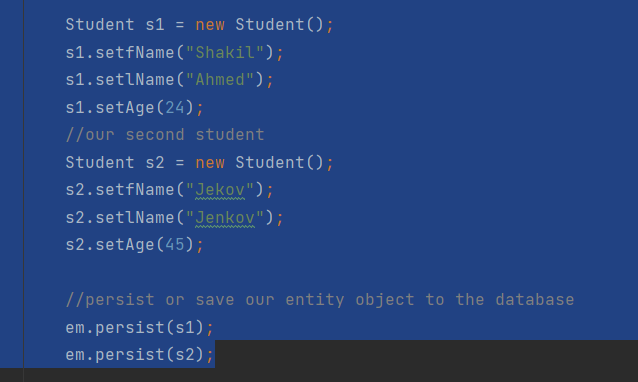 Student s1 = new Student();
s1.setfName("Shakil");
s1.setlName("Ahmed");
s1.setAge(24);
//our second student
Student s2 = new Student();
s2.setfName("Jekov");
s2.setlName("Jenkov");
s2.setAge(45);
//persist or save our entity object to the database
em.persist(s1);
em.persist(s2);